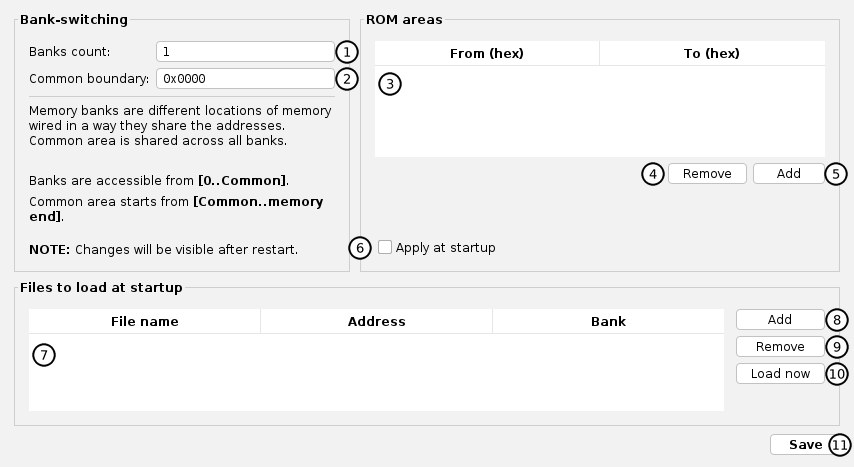 Bank-switching
Banks count: 1 1
Common boundary: 0x0000 2
Memory banks are different locations of memory
wired in a way they share the addresses.
Common area is shared across all banks.
Banks are accessible from [0..Common].
Common area starts from [Common..memory
end].
NOTE: Changes will be visible after restart.
ROM areas
From (hex) To (hex)
3
4 Remove Add 5
6 Apply at startup
Files to load at startup
File name Address Bank
7
Add 8
Remove 9
Load now 10
Save 11